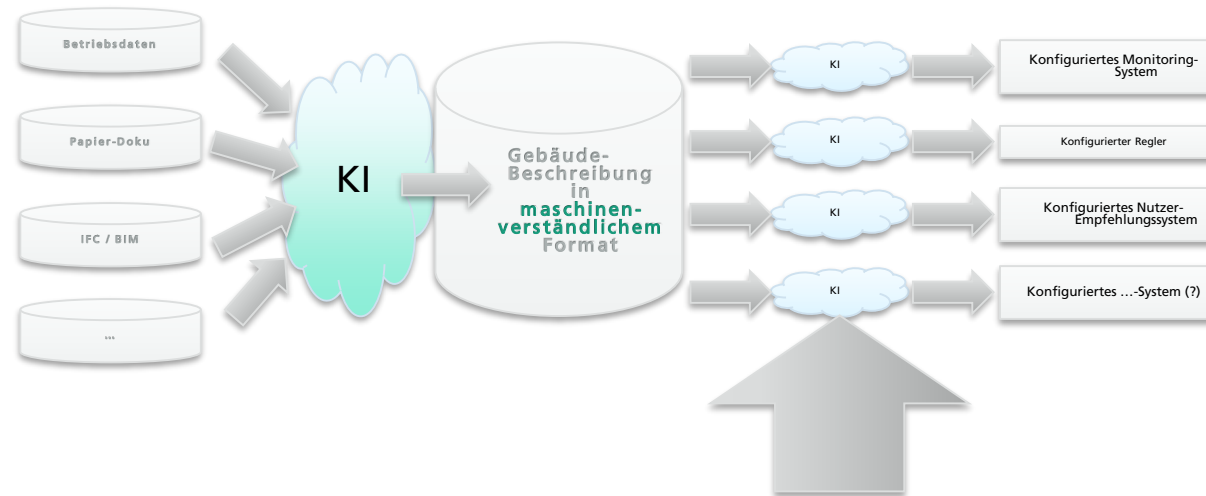 Betriebsdaten
Papier-Doku
IFC / BIM
...
KI
Gebäude-
Beschreibung
in
maschinen-
verständlichem
Format
KI
Konfiguriertes Monitoring-
System
KI
Konfigurierter Regler
KI
Konfiguriertes Nutzer-
Empfehlungssystem
KI
Konfiguriertes ...-System (?)